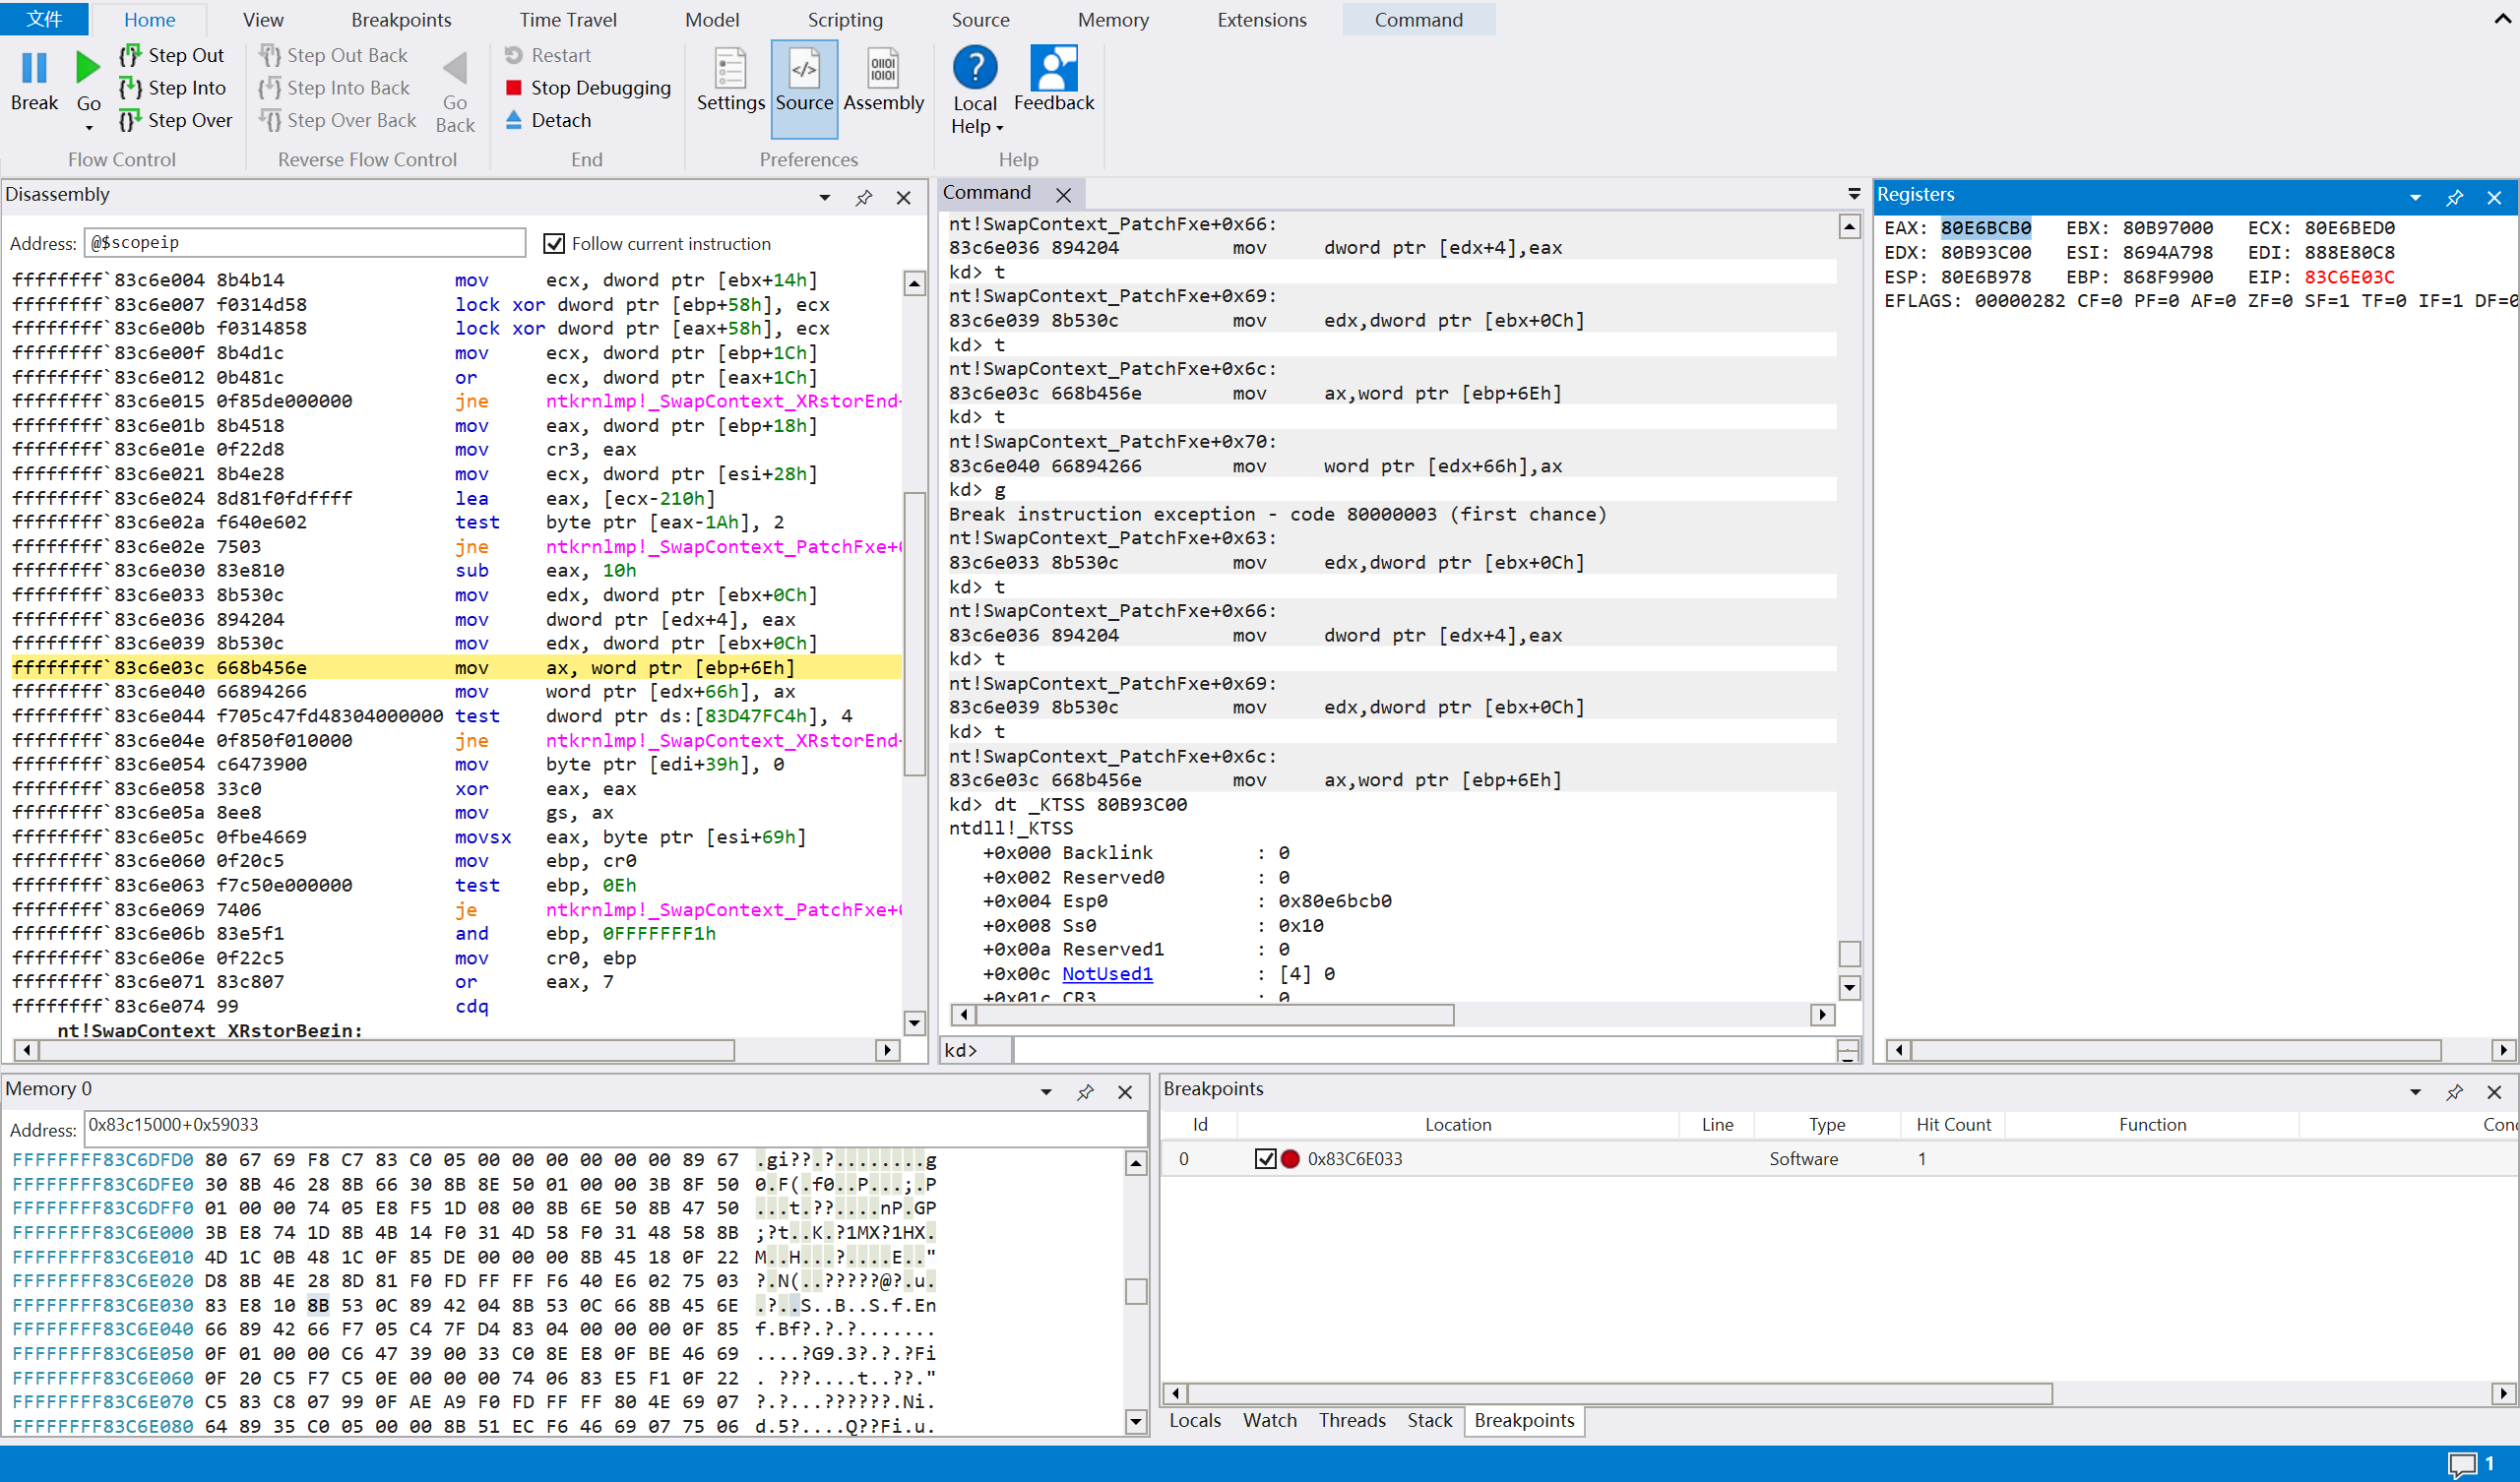 文件 Home View Breakpoints Time Travel Model Scripting Source Memory Extensions Command
Break
Go
Step Out
Step Into
Step Over
Flow Control
Step Out Back
Step Into Back
Step Over Back
Go Back
Reverse Flow Control
Restart
Stop Debugging
Detach
End
Settings Source Assembly
Preferences
Local Help Feedback
Help
Disassembly
Address: @$scopeip Follow current instruction
ffffffff`83c6e004 8b4b14 mov ecx, dword ptr [ebx+14h]
ffffffff`83c6e007 f0314d58 lock xor dword ptr [ebp+58h], ecx
ffffffff`83c6e00b f0314858 lock xor dword ptr [eax+58h], ecx
ffffffff`83c6e00f 8b4d1c mov ecx, dword ptr [ebp+1Ch]
ffffffff`83c6e012 0b481c or ecx, dword ptr [eax+1Ch]
ffffffff`83c6e015 0f85de000000 jne ntkrnlmp!_SwapContext_XRstorEnd
ffffffff`83c6e01b 8b4518 mov eax, dword ptr [ebp+18h]
ffffffff`83c6e01e 0f22d8 mov cr3, eax
ffffffff`83c6e021 8b4e28 mov ecx, dword ptr [esi+28h]
ffffffff`83c6e024 8d81f0fdffff lea eax, [ecx-210h]
ffffffff`83c6e02a f640e602 test byte ptr [eax-1Ah], 2
ffffffff`83c6e02e 7503 jne ntkrnlmp!_SwapContext_PatchFxe+
ffffffff`83c6e030 83e810 sub eax, 10h
ffffffff`83c6e033 8b530c mov edx, dword ptr [ebx+0Ch]
ffffffff`83c6e036 894204 mov dword ptr [edx+4], eax
ffffffff`83c6e039 8b530c mov edx, dword ptr [ebx+0Ch]
ffffffff`83c6e03c 668b456e mov ax, word ptr [ebp+6Eh]
ffffffff`83c6e040 66894266 mov word ptr [edx+66h], ax
ffffffff`83c6e044 f705c47fd48304000000 test dword ptr ds:[83D47FC4h], 4
ffffffff`83c6e04e 0f850f010000 jne ntkrnlmp!_SwapContext_XRstorEnd
ffffffff`83c6e054 c6473900 mov byte ptr [edi+39h], 0
ffffffff`83c6e058 33c0 xor eax, eax
ffffffff`83c6e05a 8ee8 mov gs, ax
ffffffff`83c6e05c 0fbe4669 movsx eax, byte ptr [esi+69h]
ffffffff`83c6e060 0f20c5 mov ebp, cr0
ffffffff`83c6e063 f7c50e000000 test ebp, 0Eh
ffffffff`83c6e069 7406 je ntkrnlmp!_SwapContext_PatchFxe+
ffffffff`83c6e06b 83e5f1 and ebp, 0FFFFFFF1h
ffffffff`83c6e06e 0f22c5 mov cr0, ebp
ffffffff`83c6e071 83c807 or eax, 7
ffffffff`83c6e074 99 cdq
nt!SwapContext_XRstorBegin:
Command
nt!SwapContext_PatchFxe+0x66:
83c6e036 894204 mov dword ptr [edx+4],eax
kd> t
nt!SwapContext_PatchFxe+0x69:
83c6e039 8b530c mov edx,dword ptr [ebx+0Ch]
kd> t
nt!SwapContext_PatchFxe+0x6c:
83c6e03c 668b456e mov ax,word ptr [ebp+6Eh]
kd> t
nt!SwapContext_PatchFxe+0x70:
83c6e040 66894266 mov word ptr [edx+66h],ax
kd> g
Break instruction exception - code 80000003 (first chance)
nt!SwapContext_PatchFxe+0x63:
83c6e033 8b530c mov edx,dword ptr [ebx+0Ch]
kd> t
nt!SwapContext_PatchFxe+0x66:
83c6e036 894204 mov dword ptr [edx+4],eax
kd> t
nt!SwapContext_PatchFxe+0x69:
83c6e039 8b530c mov edx,dword ptr [ebx+0Ch]
kd> t
nt!SwapContext_PatchFxe+0x6c:
83c6e03c 668b456e mov ax,word ptr [ebp+6Eh]
kd> dt _KTSS 80B93C00
ntdll!_KTSS
+0x000 Backlink : 0
+0x002 Reserved0 : 0
+0x004 Esp0 : 0x80e6bcb0
+0x008 Ss0 : 0x10
+0x00a Reserved1 : 0
+0x00c NotUsed1 : [4] 0
+0x01c CR3 : 0
kd>
Registers
EAX: 80E6BCB0 EBX: 80B97000 ECX: 80E6BED0
EDX: 80B93C00 ESI: 8694A798 EDI: 888E80C8
ESP: 80E6B978 EBP: 868F9900 EIP: 83C6E03C
EFLAGS: 00000282 CF=0 PF=0 AF=0 ZF=0 SF=1 TF=0 IF=1 DF=0
Memory 0
Address: 0x83c15000+0x59033
FFFFFFFF83C6DFD0 80 67 69 F8 C7 83 C0 05 00 00 00 00 00 00 89 67 .gi??.?........g
FFFFFFFF83C6DFE0 30 8B 46 28 8B 66 30 8B 8E 50 01 00 00 3B 8F 50 0.F(.f0..P...;.P
FFFFFFFF83C6DFF0 01 00 00 74 05 E8 F5 1D 08 00 8B 6E 50 8B 47 50 ...t.??....nP.GP
FFFFFFFF83C6E000 3B E8 74 1D 8B 4B 14 F0 31 4D 58 F0 31 48 58 8B ;?t..K.?1MX?1HX.
FFFFFFFF83C6E010 4D 1C 0B 48 1C 0F 85 DE 00 00 00 8B 45 18 0F 22 M..H...?....E.."
FFFFFFFF83C6E020 D8 8B 4E 28 8D 81 F0 FD FF FF F6 40 E6 02 75 03 ?.N(..?????@?.u.
FFFFFFFF83C6E030 83 E8 10 8B 53 0C 89 42 04 8B 53 0C 66 8B 45 6E .?..S..B..S.f.En
FFFFFFFF83C6E040 66 89 42 66 F7 05 C4 7F D4 83 04 00 00 00 0F 85 f.Bf?.?.?.......
FFFFFFFF83C6E050 0F 01 00 00 C6 47 39 00 33 C0 8E E8 0F BE 46 69 ....?G9.3?.?.?Fi
FFFFFFFF83C6E060 0F 20 C5 F7 C5 0E 00 00 00 74 06 83 E5 F1 0F 22 . ???....t..??."
FFFFFFFF83C6E070 C5 83 C8 07 99 0F AE A9 F0 FD FF FF 80 4E 69 07 ?.?...??????.Ni.
FFFFFFFF83C6E080 64 89 35 C0 05 00 00 8B 51 EC F6 46 69 07 75 06 d.5?....Q??Fi.u.
Breakpoints
Id Location Line Type Hit Count Function Conc
0 0x83C6E033 Software 1
Locals Watch Threads Stack Breakpoints
1